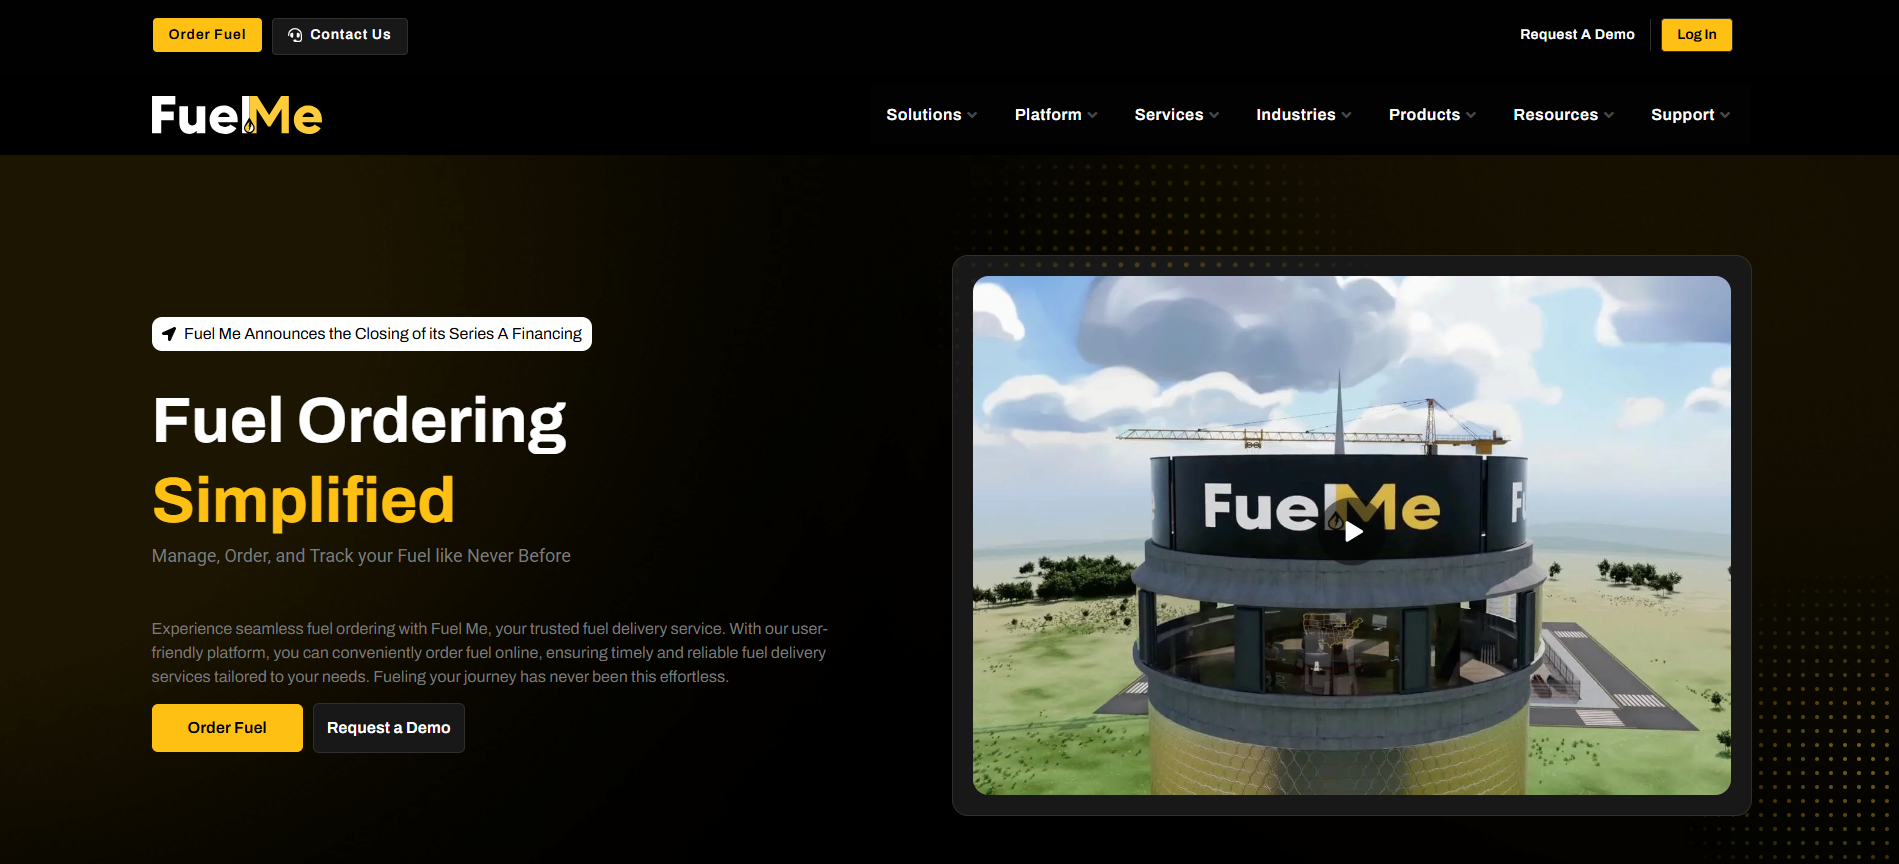 Order Fuel
Contact Us
Request A Demo
Log In
FuelMe
Solutions
Platform
Services
Industries
Products
Resources
Support
Fuel Me Announces the Closing of its Series A Financing
Fuel Ordering
Simplified
Manage, Order, and Track your Fuel like Never Before
Experience seamless fuel ordering with Fuel Me, your trusted fuel delivery service. With our user-
friendly platform, you can conveniently order fuel online, ensuring timely and reliable fuel delivery
services tailored to your needs. Fueling your journey has never been this effortless.
Order Fuel
Request a Demo
FuelMe